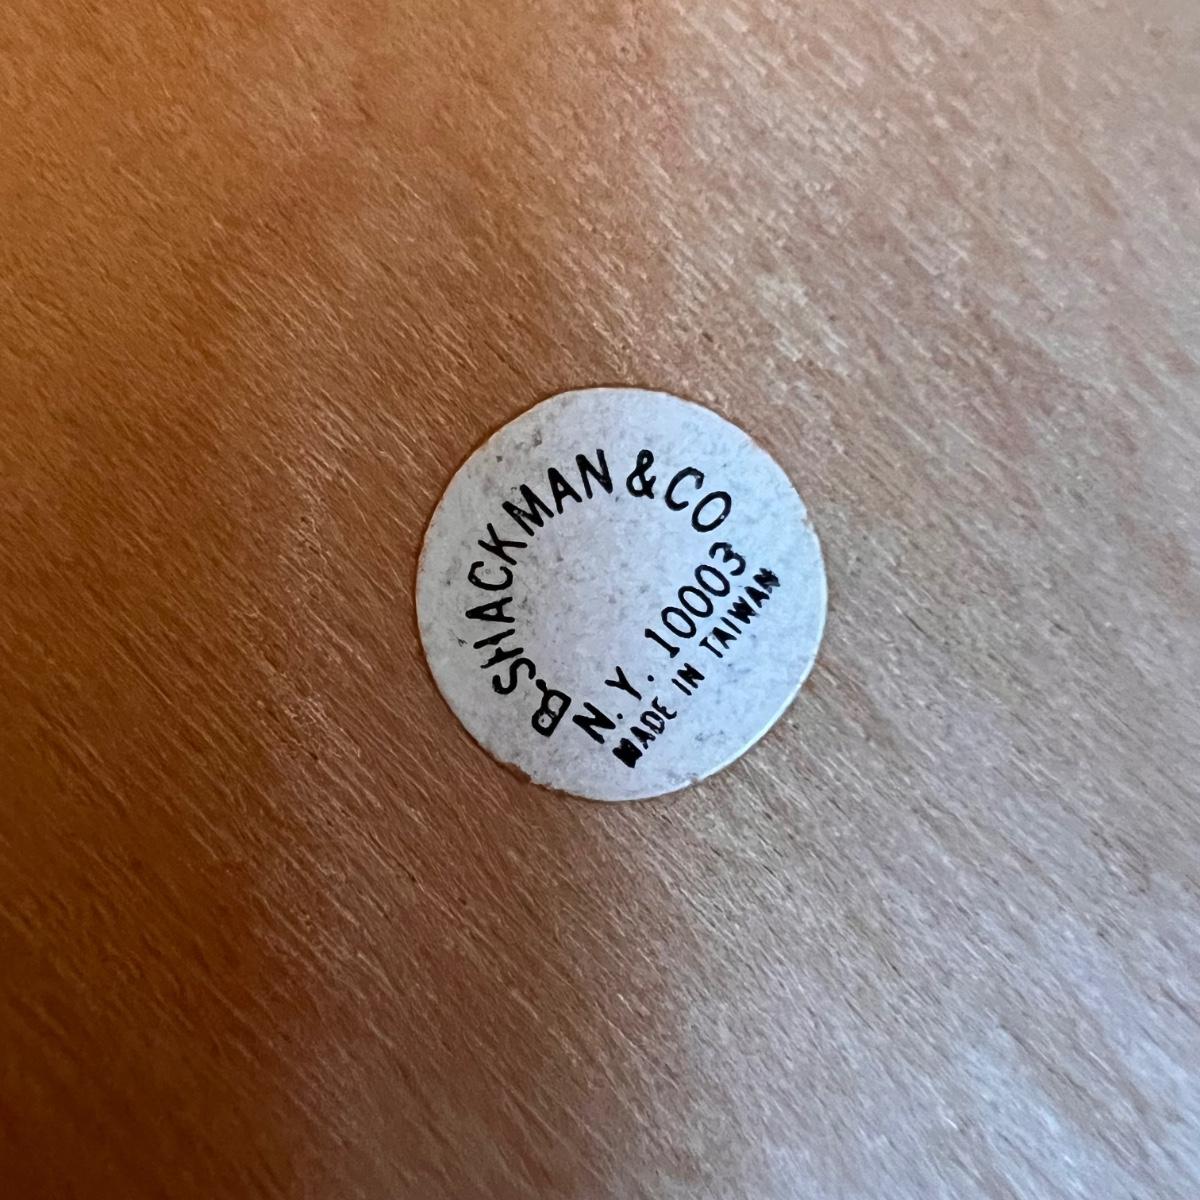 B.SHACKMAN & CO
N. Y. 10003
MADE IN TAIWAN